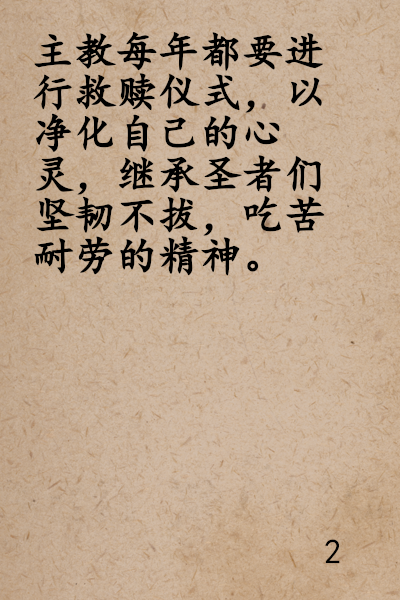 主教每年都要进
行救赎仪式，以
净化自己的心
灵，继承圣者们
坚韧不拔，吃苦
耐劳的精神。
2